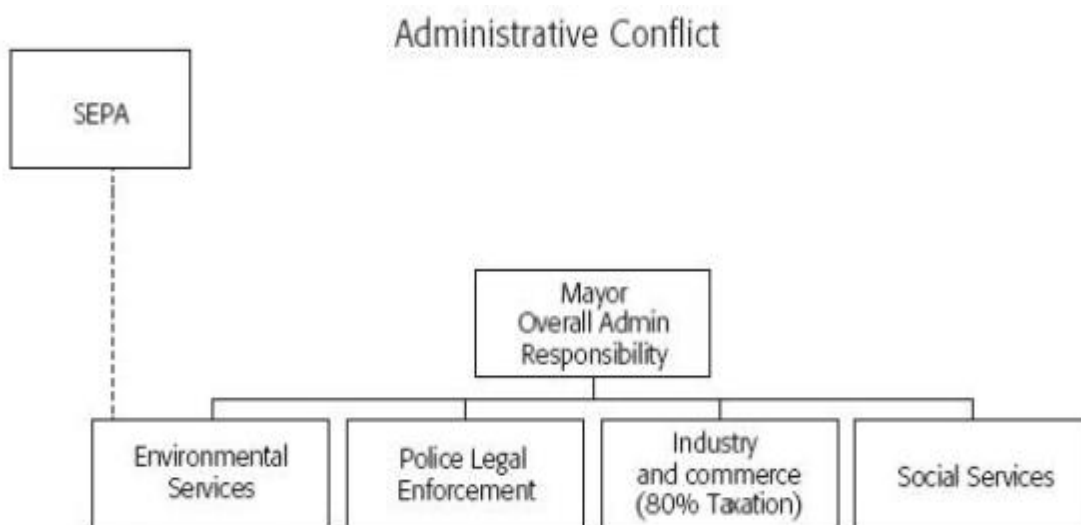 Administrative Conflict
SEPA
Mayor
Overall Admin
Responsibility
Environmental
Services
Police Legal
Enforcement
Industry
and commerce
(80% Taxation)
Social Services